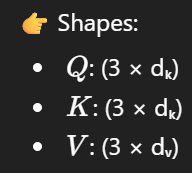 👉 Shapes:
• Q: (3 × dₖ)
• K: (3 × dₖ)
• V: (3 × dᵥ)